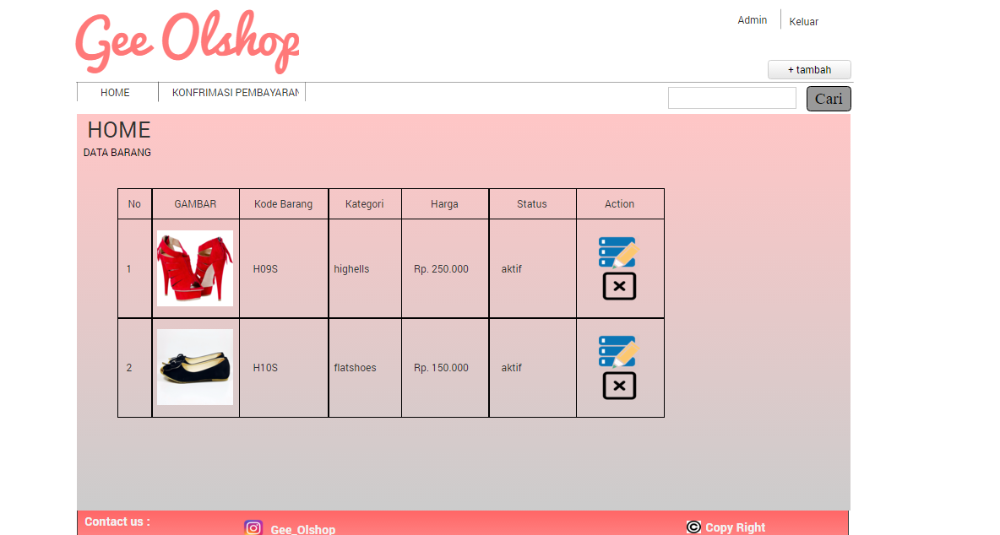 Gee Olshop
Admin
Keluar
+ tambah
HOME
KONFRIMASI PEMBAYARAN
Cari
HOME
DATA BARANG
No GAMBAR Kode Barang Kategori Harga Status Action
1 H09S highells Rp. 250.000 aktif
2 H10S flatshoes Rp. 150.000 aktif
Contact us :
Gee_Olshop
© Copy Right